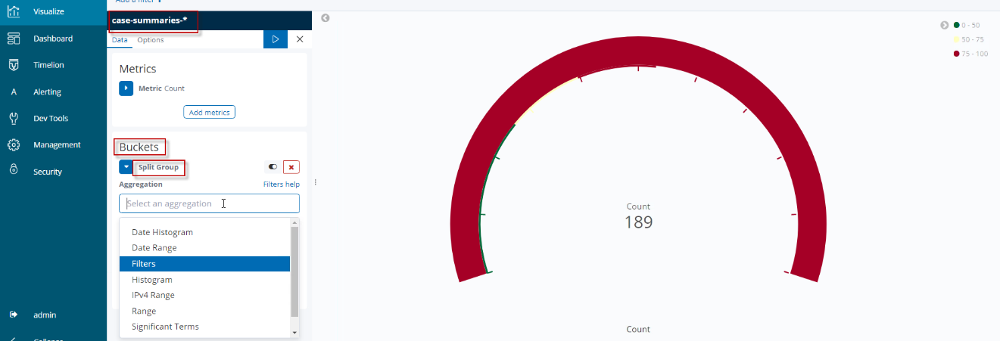 Add a filter +
Visualize
Dashboard
Timelion
A Alerting
Dev Tools
Management
Security
admin
Collapse
case-summaries-*
Data Options
Metrics
Metric Count
Add metrics
Buckets
Split Group
Aggregation Filters help
Select an aggregation
Date Histogram
Date Range
Filters
Histogram
IPv4 Range
Range
Significant Terms
Count
189
Count
0 - 50
50 - 75
75 - 100